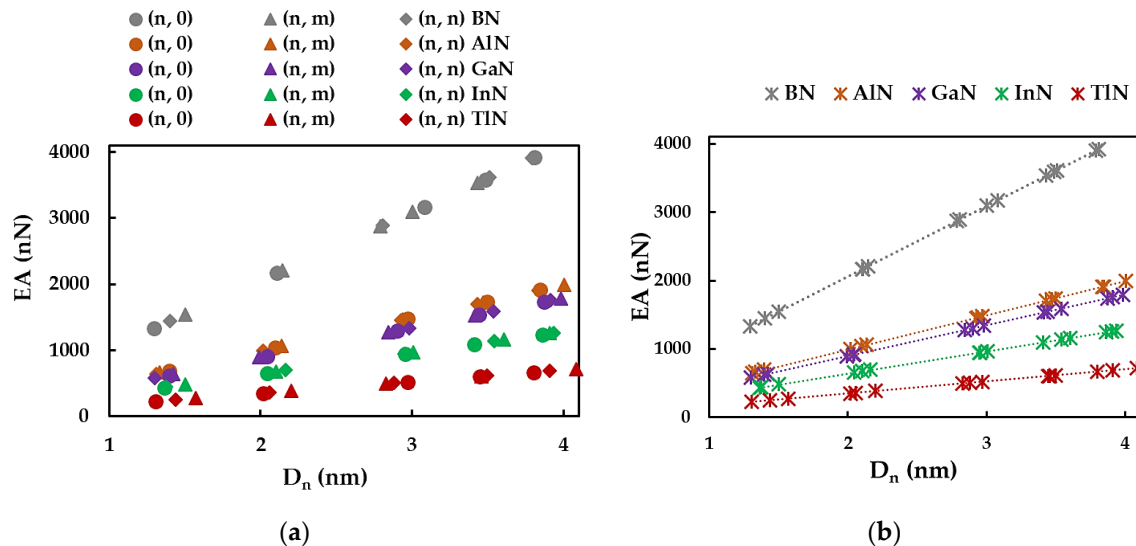 (n, 0) (n, m) (n, n) BN
(n, 0) (n, m) (n, n) AlN
(n, 0) (n, m) (n, n) GaN
(n, 0) (n, m) (n, n) InN
(n, 0) (n, m) (n, n) TlN
4000
3000
2000
1000
0
EA (nN)
1 2 3 4
Dn (nm)
(a)
BN AlN GaN InN TlN
4000
3000
2000
1000
0
EA (nN)
1 2 3 4
Dn (nm)
(b)